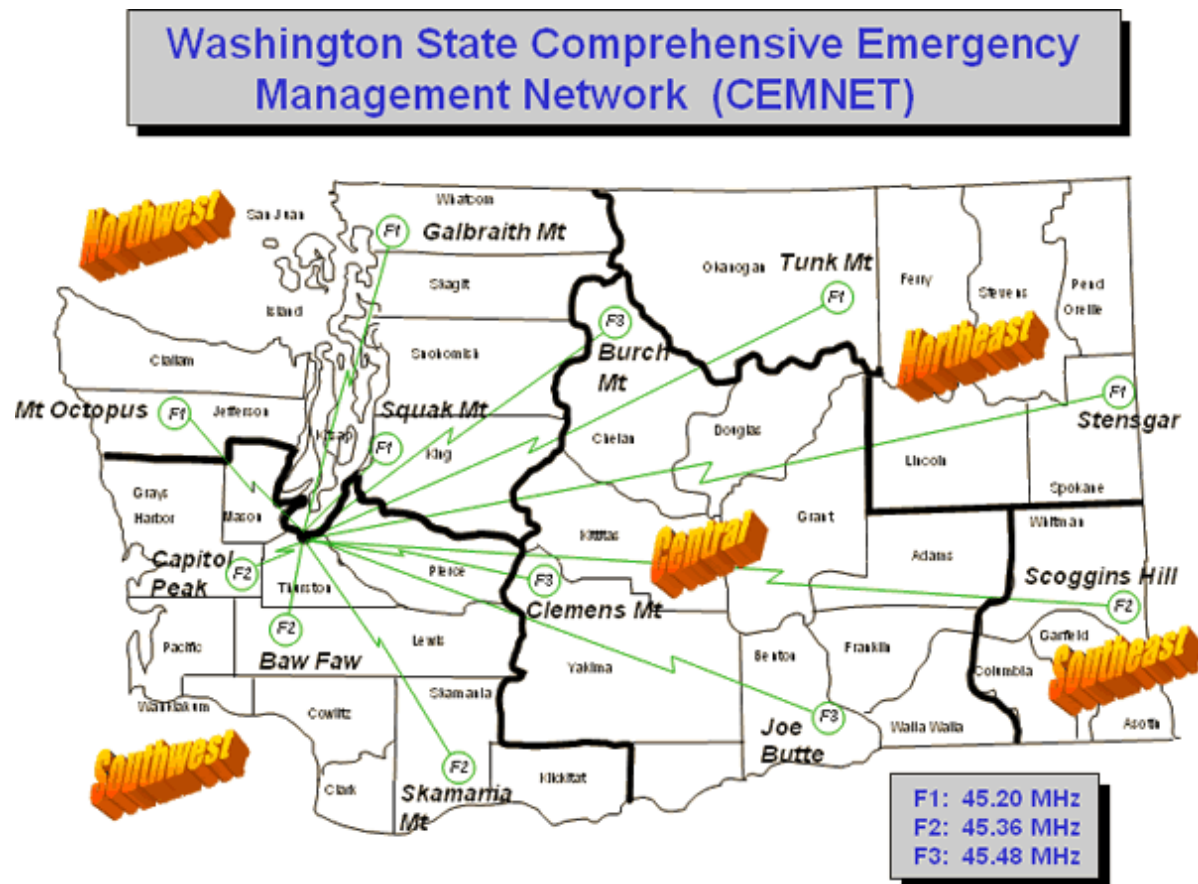 Washington State Comprehensive Emergency
Management Network (CEMNET)
Northwest
San Juan
Whatcom
F1
Galbraith Mt
Skagit
Island
Okanogan
Tunk Mt
F1
Ferry
Stevens
Pend
Oreille
Northeast
F3
Burch
Mt
Snohomish
Clallam
Mt Octopus
F1
Jefferson
Kitsap
Squak Mt
F1
King
Chelan
Douglas
F1
Stensgar
Lincoln
Spokane
Grays
Harbor
Mason
Kittitas
Central
Grant
Adams
Whitman
Capitol
Peak
F2
Thurston
Pierce
F3
Clemens Mt
Scoggins Hill
F2
Pacific
F2
Baw Faw
Lewis
Yakima
Benton
Franklin
Garfield
Columbia
Southeast
Asotin
Wahkiakum
Cowlitz
Skamania
Joe
Butte
F3
Walla Walla
Southwest
Clark
F2
Skamania
Mt
Klickitat
F1: 45.20 MHz
F2: 45.36 MHz
F3: 45.48 MHz